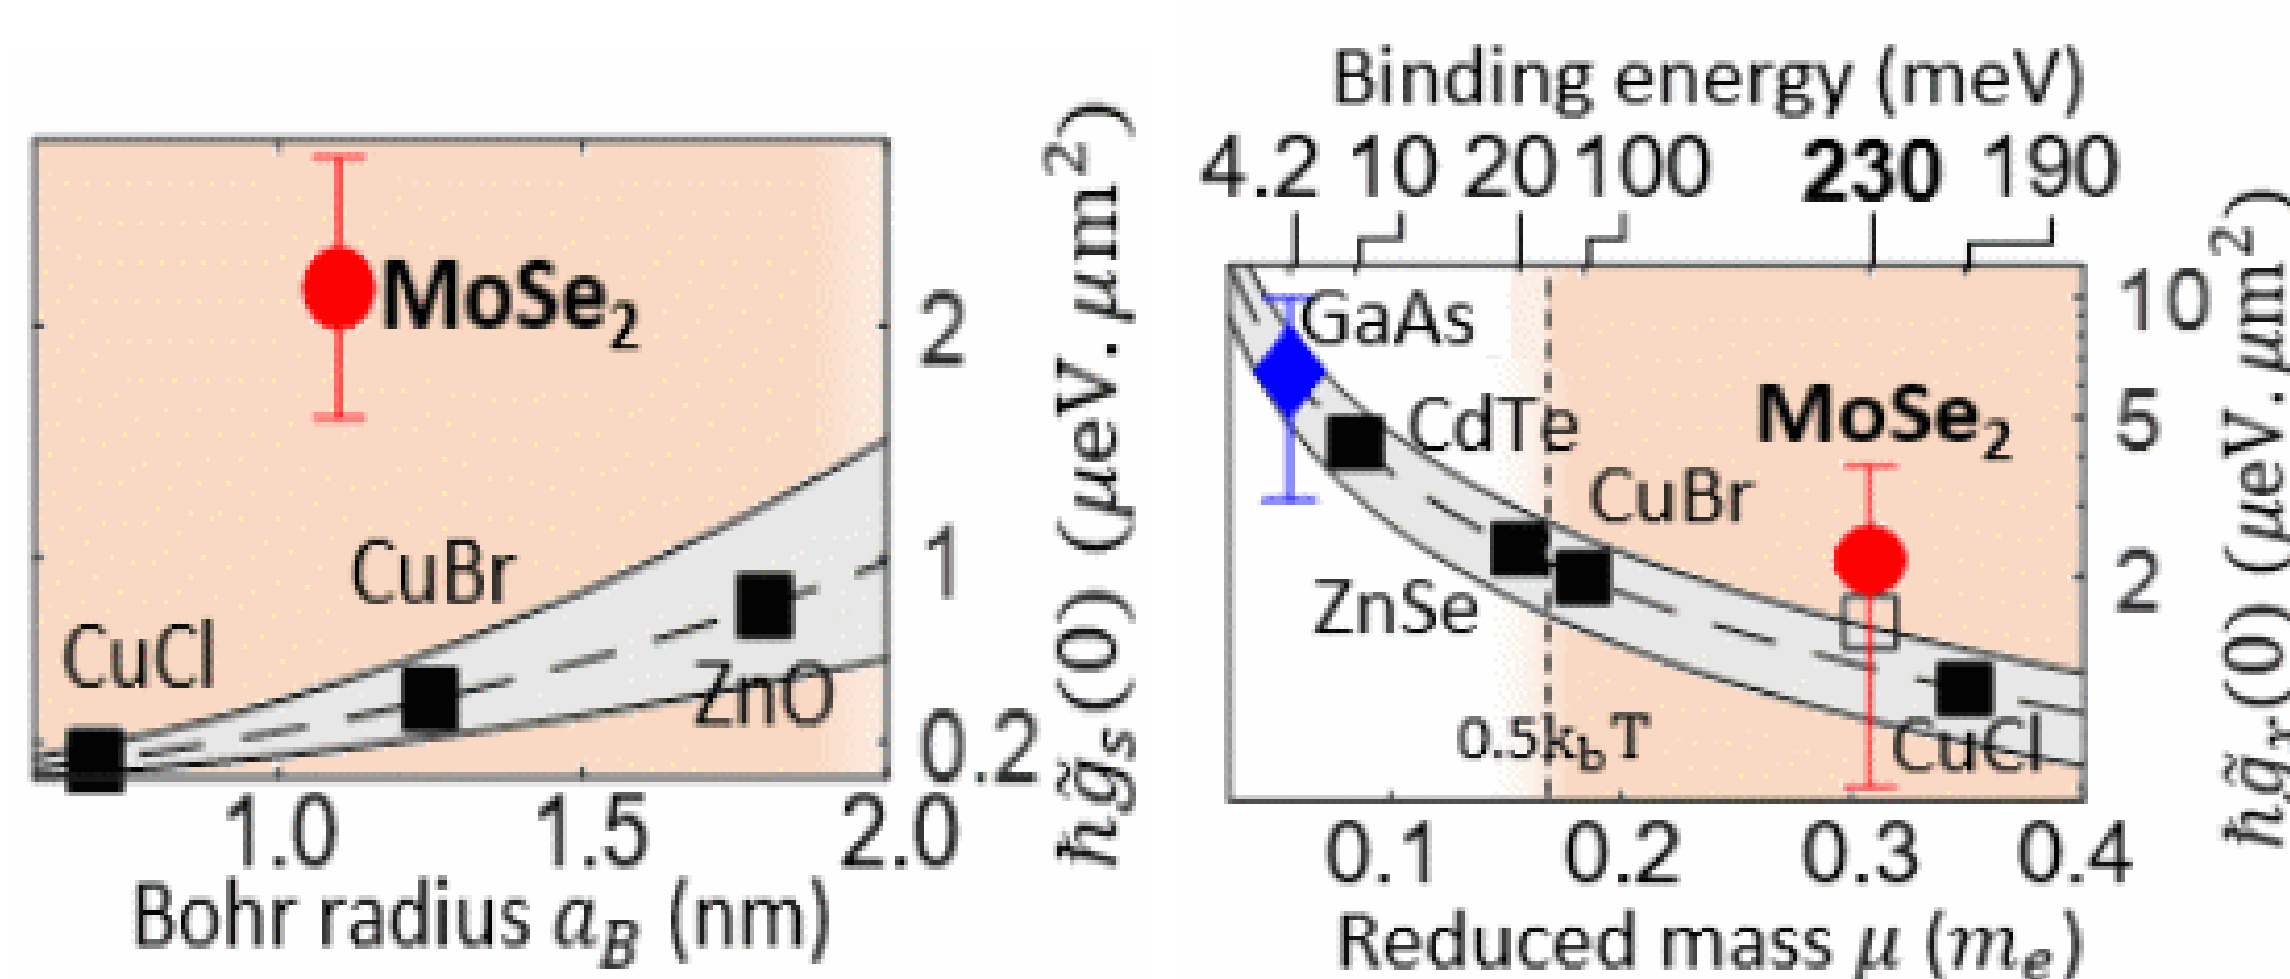 MoSe₂
CuBr
CuCl
ZnO
2
1
0.2
1.0 1.5 2.0
Bohr radius a_B (nm)
ħg̃ₛ(0) (μeV.μm²)
Binding energy (meV)
4.2 10 20 100 230 190
GaAs
CdTe
MoSe₂
CuBr
ZnSe
0.5k_bT
CuCl
10
5
2
0.1 0.2 0.3 0.4
Reduced mass μ (mₑ)
ħg̃ₓ(0) (μeV.μm²)